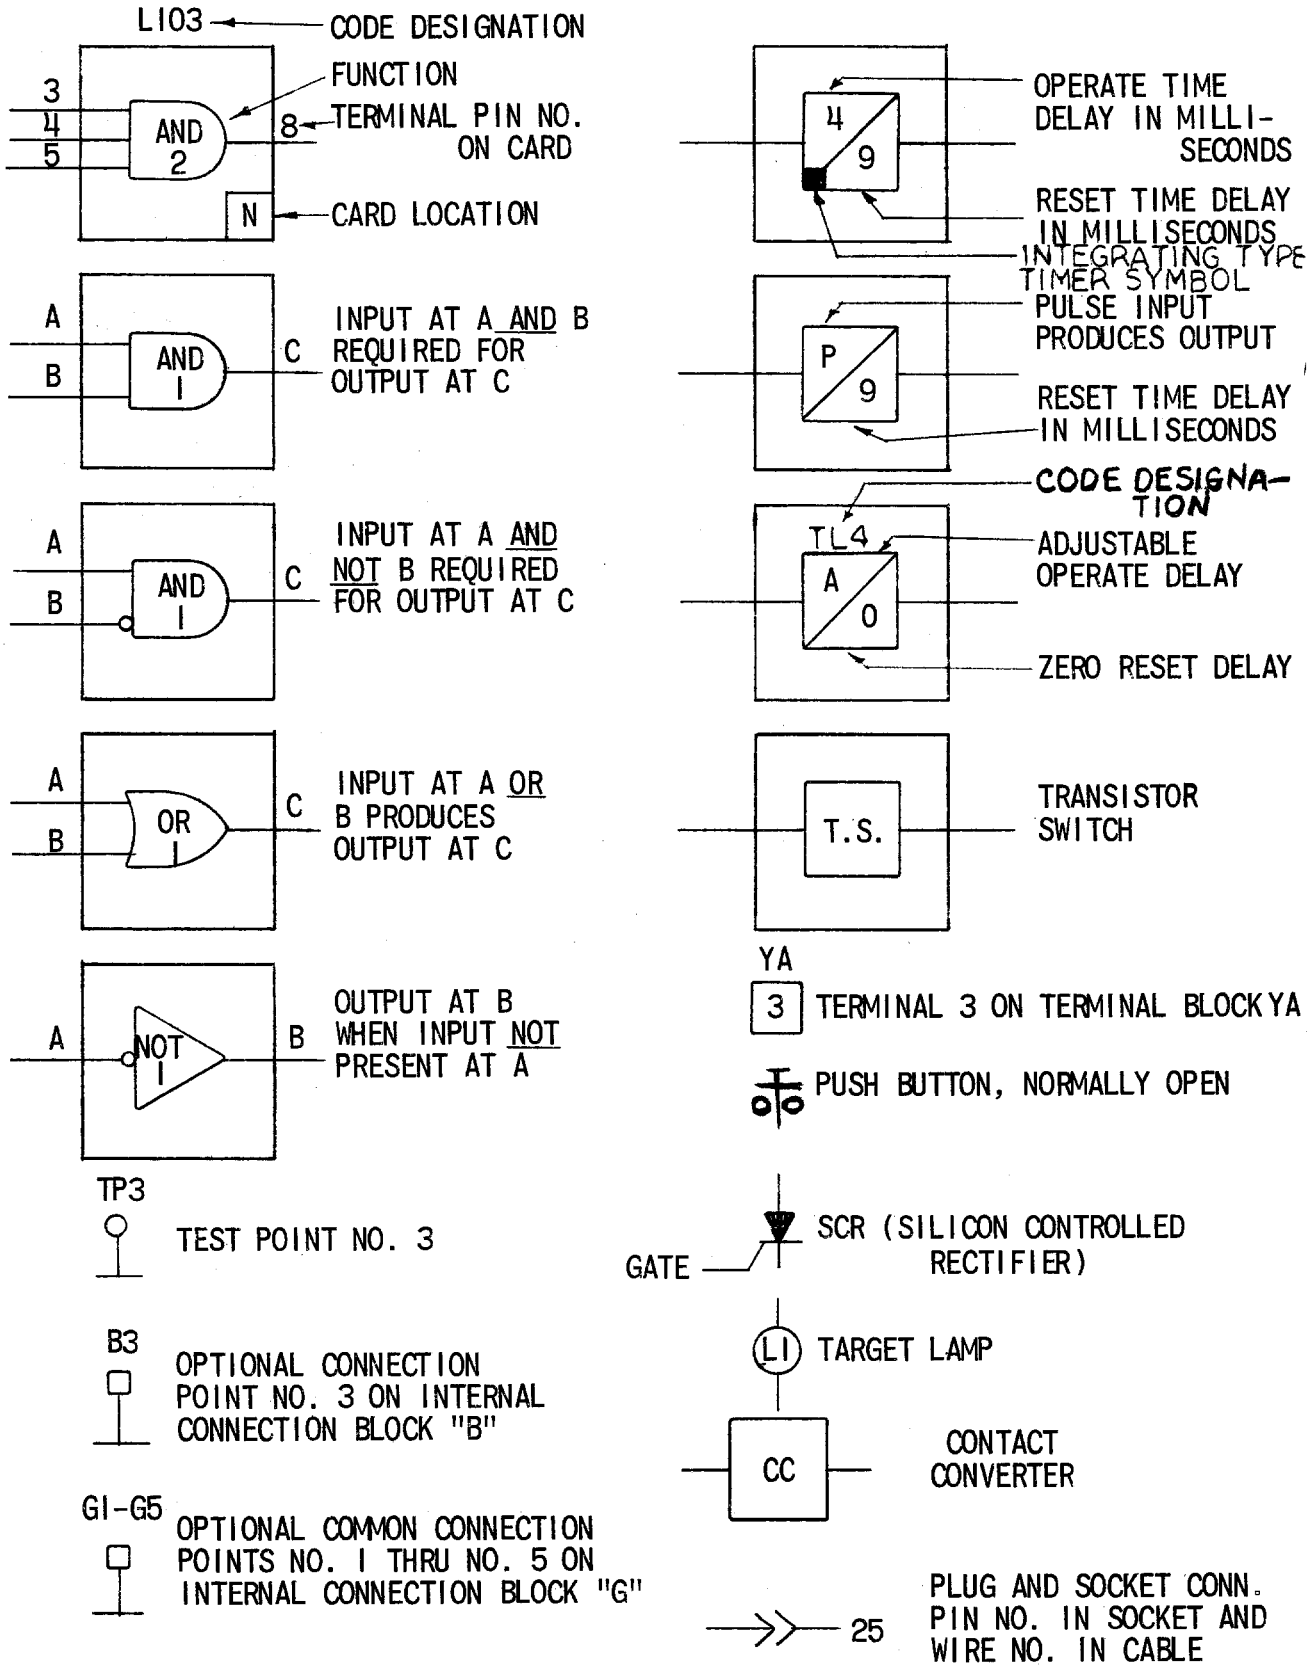 L103
CODE DESIGNATION
FUNCTION
3
4
5
AND
2
8
TERMINAL PIN NO.
ON CARD
N
CARD LOCATION
A
B
AND
1
C
INPUT AT A AND B
REQUIRED FOR
OUTPUT AT C
A
B
AND
1
C
INPUT AT A AND
NOT B REQUIRED
FOR OUTPUT AT C
A
B
OR
1
C
INPUT AT A OR
B PRODUCES
OUTPUT AT C
A
NOT
1
B
OUTPUT AT B
WHEN INPUT NOT
PRESENT AT A
TP3
TEST POINT NO. 3
B3
OPTIONAL CONNECTION
POINT NO. 3 ON INTERNAL
CONNECTION BLOCK "B"
G1-G5
OPTIONAL COMMON CONNECTION
POINTS NO. 1 THRU NO. 5 ON
INTERNAL CONNECTION BLOCK "G"
4
9
OPERATE TIME
DELAY IN MILLI-
SECONDS
RESET TIME DELAY
IN MILLISECONDS
INTEGRATING TYPE
TIMER SYMBOL
P
9
PULSE INPUT
PRODUCES OUTPUT
RESET TIME DELAY
IN MILLISECONDS
CODE DESIGNA-
TION
TL4
A
0
ADJUSTABLE
OPERATE DELAY
ZERO RESET DELAY
T.S.
TRANSISTOR
SWITCH
YA
3
TERMINAL 3 ON TERMINAL BLOCK YA
PUSH BUTTON, NORMALLY OPEN
GATE
SCR (SILICON CONTROLLED
RECTIFIER)
L1
TARGET LAMP
CC
CONTACT
CONVERTER
25
PLUG AND SOCKET CONN.
PIN NO. IN SOCKET AND
WIRE NO. IN CABLE